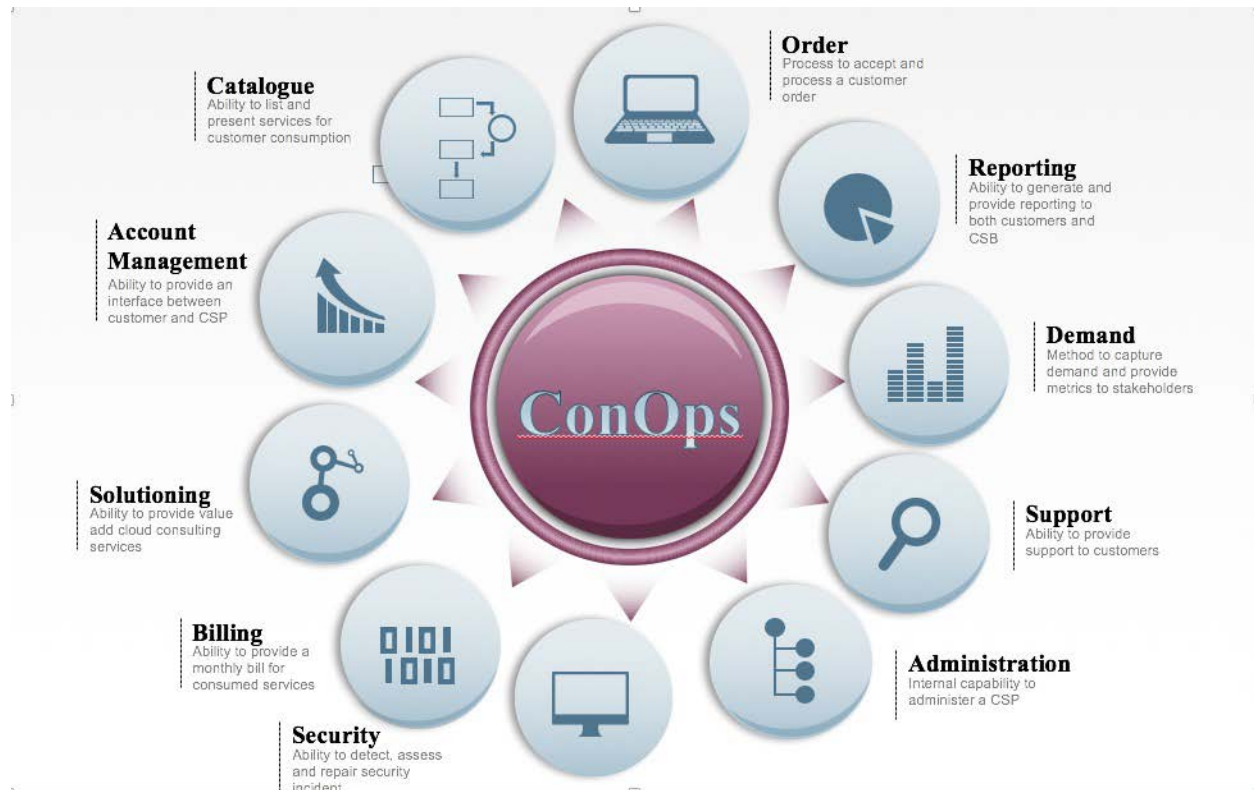 Order
Process to accept and
process a customer
order
Reporting
Ability to generate and
provide reporting to
both customers and
CSB
Demand
Method to capture
demand and provide
metrics to stakeholders
Support
Ability to provide
support to customers
Administration
Internal capability to
administer a CSP
Security
Ability to detect, assess
and repair security
incident
Billing
Ability to provide a
monthly bill for
consumed services
Solutioning
Ability to provide value
add cloud consulting
services
Account
Management
Ability to provide an
interface between
customer and CSP
Catalogue
Ability to list and
present services for
customer consumption
ConOps
0101
1010